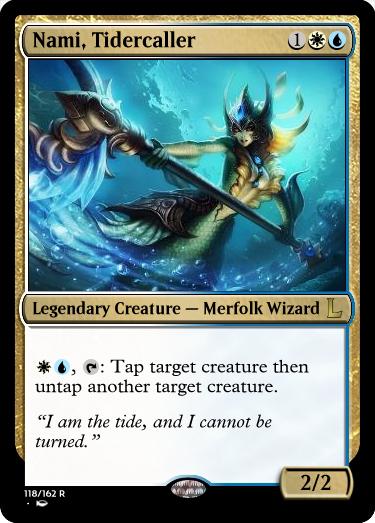 Nami, Tidercaller 1
Legendary Creature — Merfolk Wizard L
, : Tap target creature then
untap another target creature.
“I am the tide, and I cannot be
turned.”
2/2
118/162 R